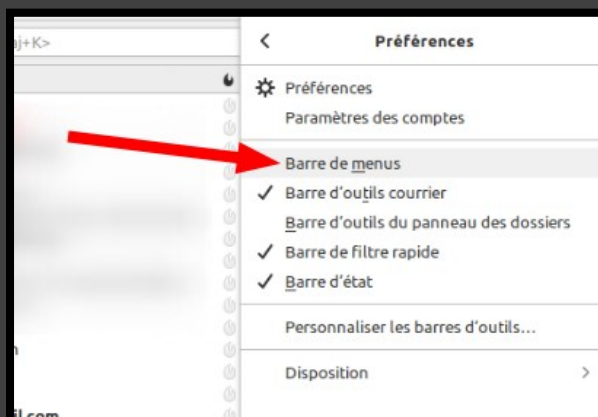 aj+K>
Préférences
Préférences
Paramètres des comptes
Barre de menus
Barre d'outils courrier
Barre d'outils du panneau des dossiers
Barre de filtre rapide
Barre d'état
Personnaliser les barres d'outils...
Disposition
il.com